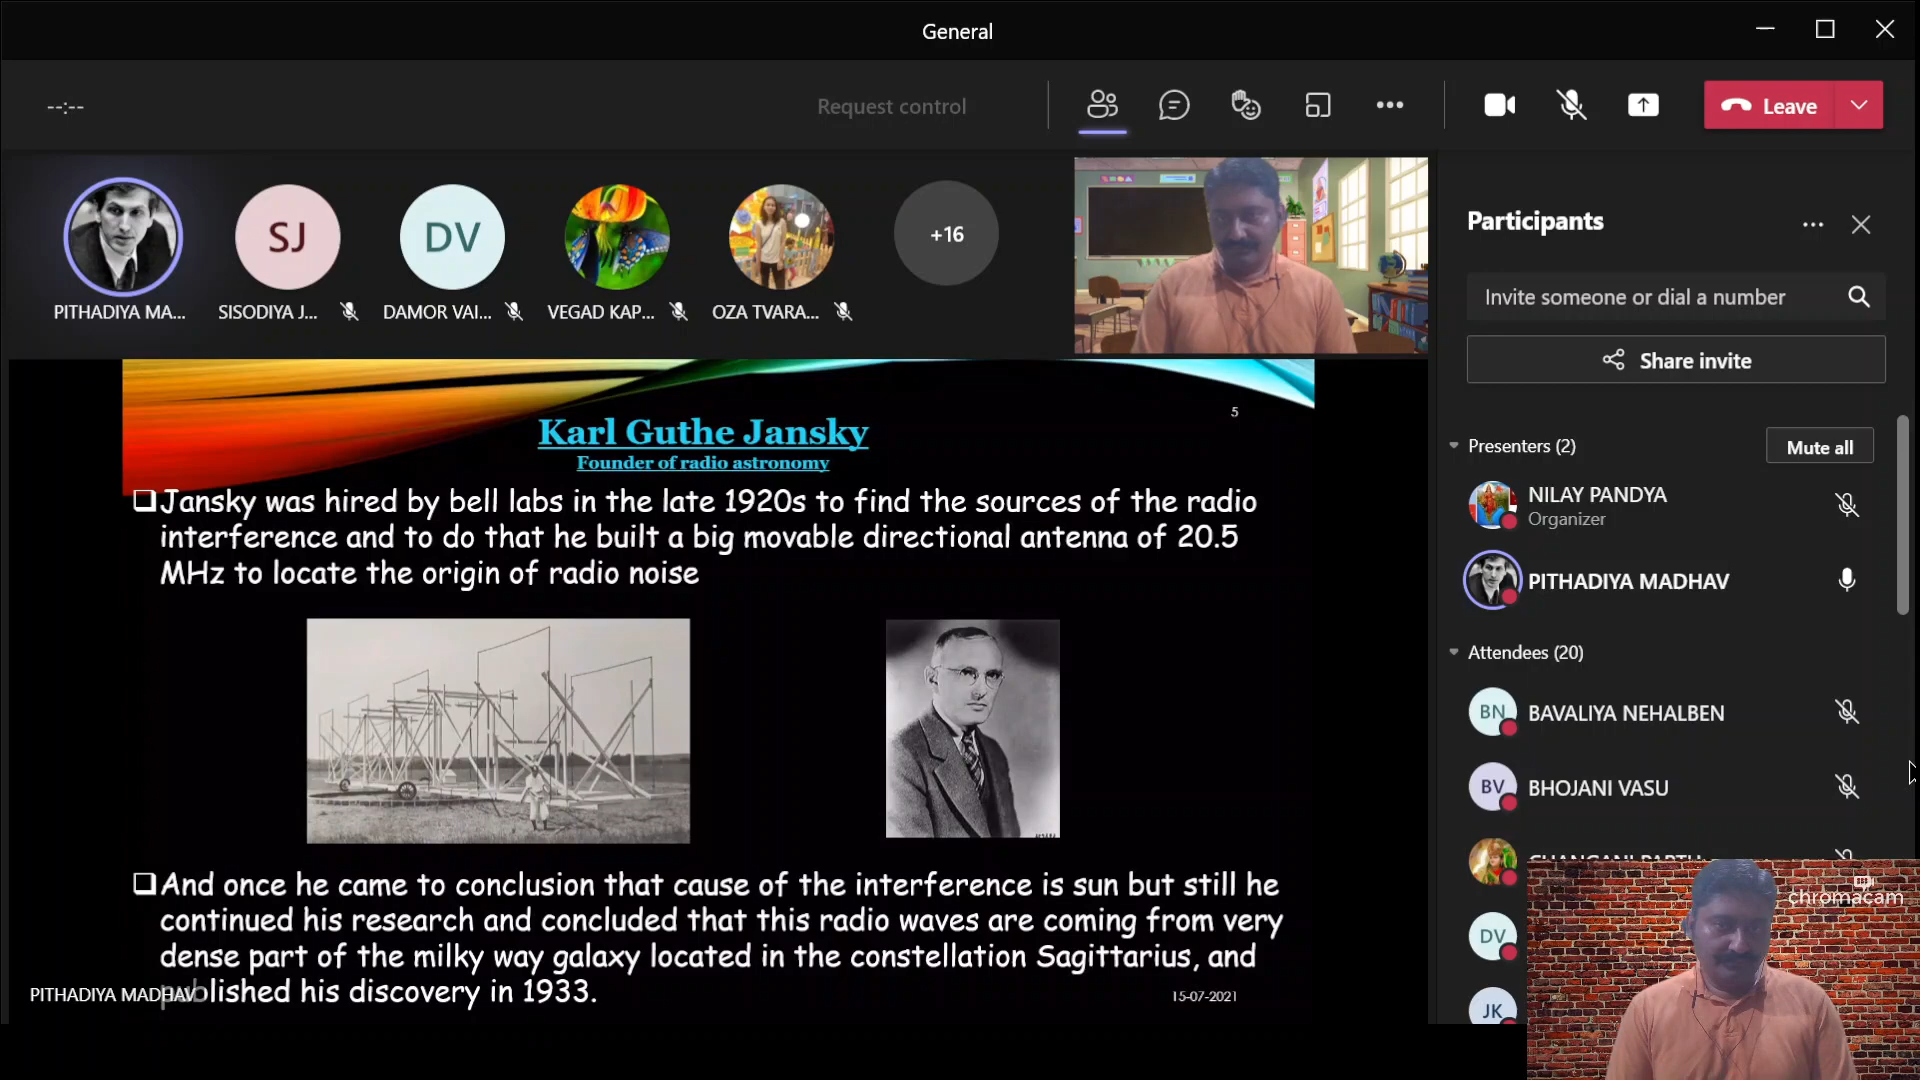 General
--:--
Request control
Leave
PITHADIYA MA...
SJ
SISODIYA J...
DV
DAMOR VAI...
VEGAD KAP...
OZA TVARA...
+16
Participants
Invite someone or dial a number
Share invite
Presenters (2)
Mute all
NILAY PANDYA
Organizer
PITHADIYA MADHAV
Attendees (20)
BN
BAVALIYA NEHALBEN
BV
BHOJANI VASU
DV
JK
chromacam
5
Karl Guthe Jansky
Founder of radio astronomy
❑Jansky was hired by bell labs in the late 1920s to find the sources of the radio
interference and to do that he built a big movable directional antenna of 20.5
MHz to locate the origin of radio noise
❑And once he came to conclusion that cause of the interference is sun but still he
continued his research and concluded that this radio waves are coming from very
dense part of the milky way galaxy located in the constellation Sagittarius, and
published his discovery in 1933.
PITHADIYA MADHAV
15-07-2021